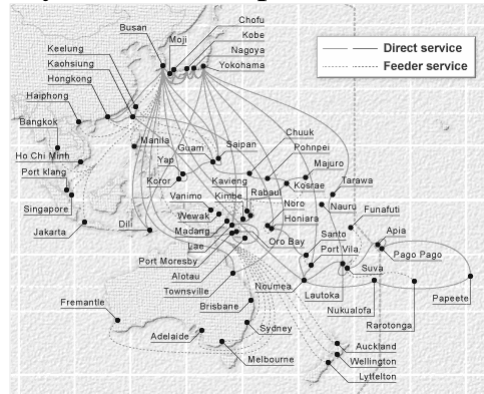 Chofu
Busan
Moji
Kobe
Keelung
Nagoya
Kaohsiung
Yokohama
Hongkong
Direct service
Feeder service
Haiphong
Bangkok
Manila
Guam
Saipan
Chuuk
Pohnpei
Ho Chi Minh
Yap
Majuro
Port klang
Koror
Kavieng
Rabaul
Kosrae
Tarawa
Vanimo
Kimbe
Noro
Nauru
Singapore
Wewak
Honiara
Funafuti
Jakarta
Dili
Madang
Santo
Apia
Lae
Oro Bay
Port Vila
Pago Pago
Port Moresby
Suva
Alotau
Noumea
Lautoka
Townsville
Papeete
Fremantle
Brisbane
Nukualofa
Rarotonga
Adelaide
Sydney
Auckland
Melbourne
Wellington
Lyttelton